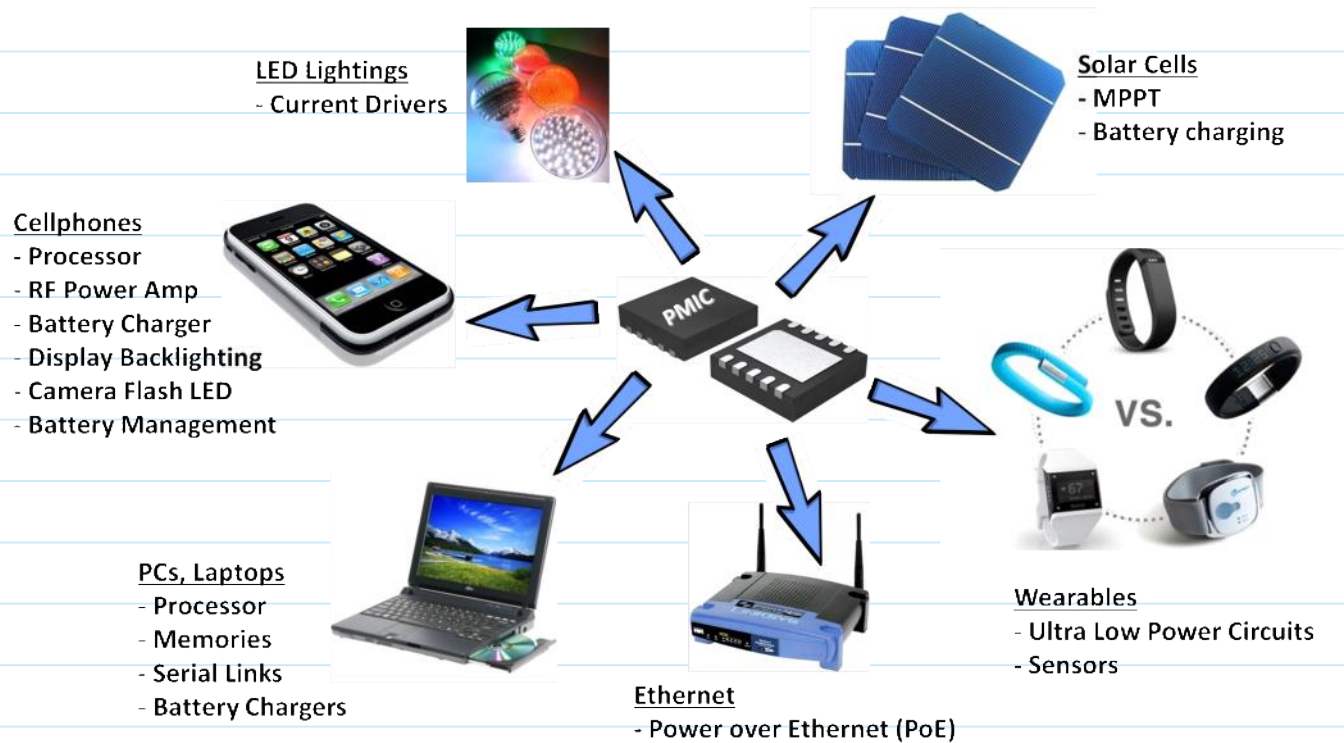 LED Lightings
- Current Drivers
Solar Cells
- MPPT
- Battery charging
Cellphones
- Processor
- RF Power Amp
- Battery Charger
- Display Backlighting
- Camera Flash LED
- Battery Management
PMIC
VS.
PCs, Laptops
- Processor
- Memories
- Serial Links
- Battery Chargers
Ethernet
- Power over Ethernet (PoE)
Wearables
- Ultra Low Power Circuits
- Sensors